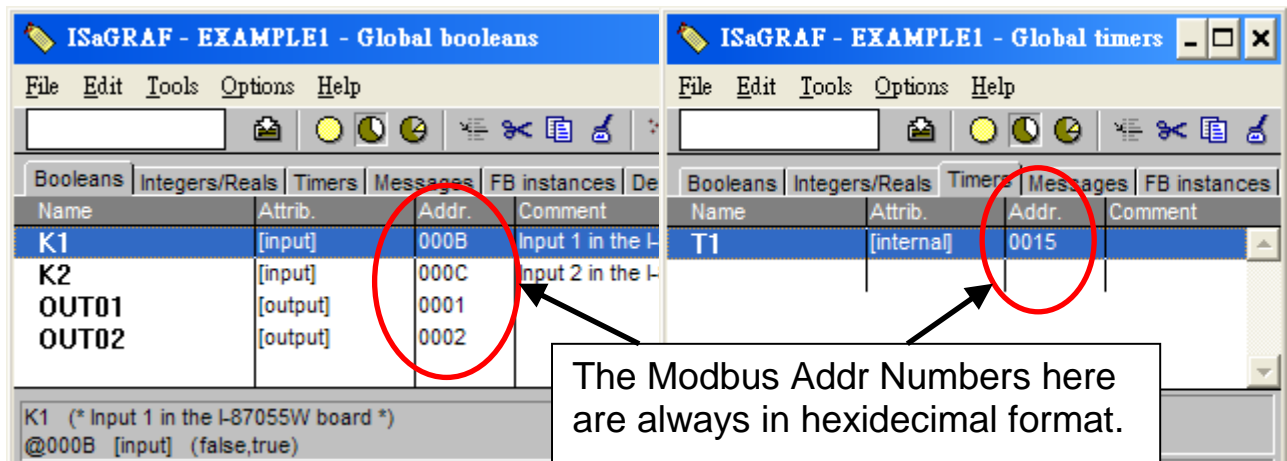 ISaGRAF - EXAMPLE1 - Global booleans
File Edit Tools Options Help
Booleans Integers/Reals Timers Messages FB instances De
Name Attrib. Addr. Comment
K1 [input] 000B Input 1 in the I-
K2 [input] 000C Input 2 in the I-
OUT01 [output] 0001
OUT02 [output] 0002
K1 (* Input 1 in the I-87055W board *)
@000B [input] (false,true)
ISaGRAF - EXAMPLE1 - Global timers
File Edit Tools Options Help
Booleans Integers/Reals Timers Messages FB instances
Name Attrib. Addr. Comment
T1 [internal] 0015
The Modbus Addr Numbers here
are always in hexidecimal format.